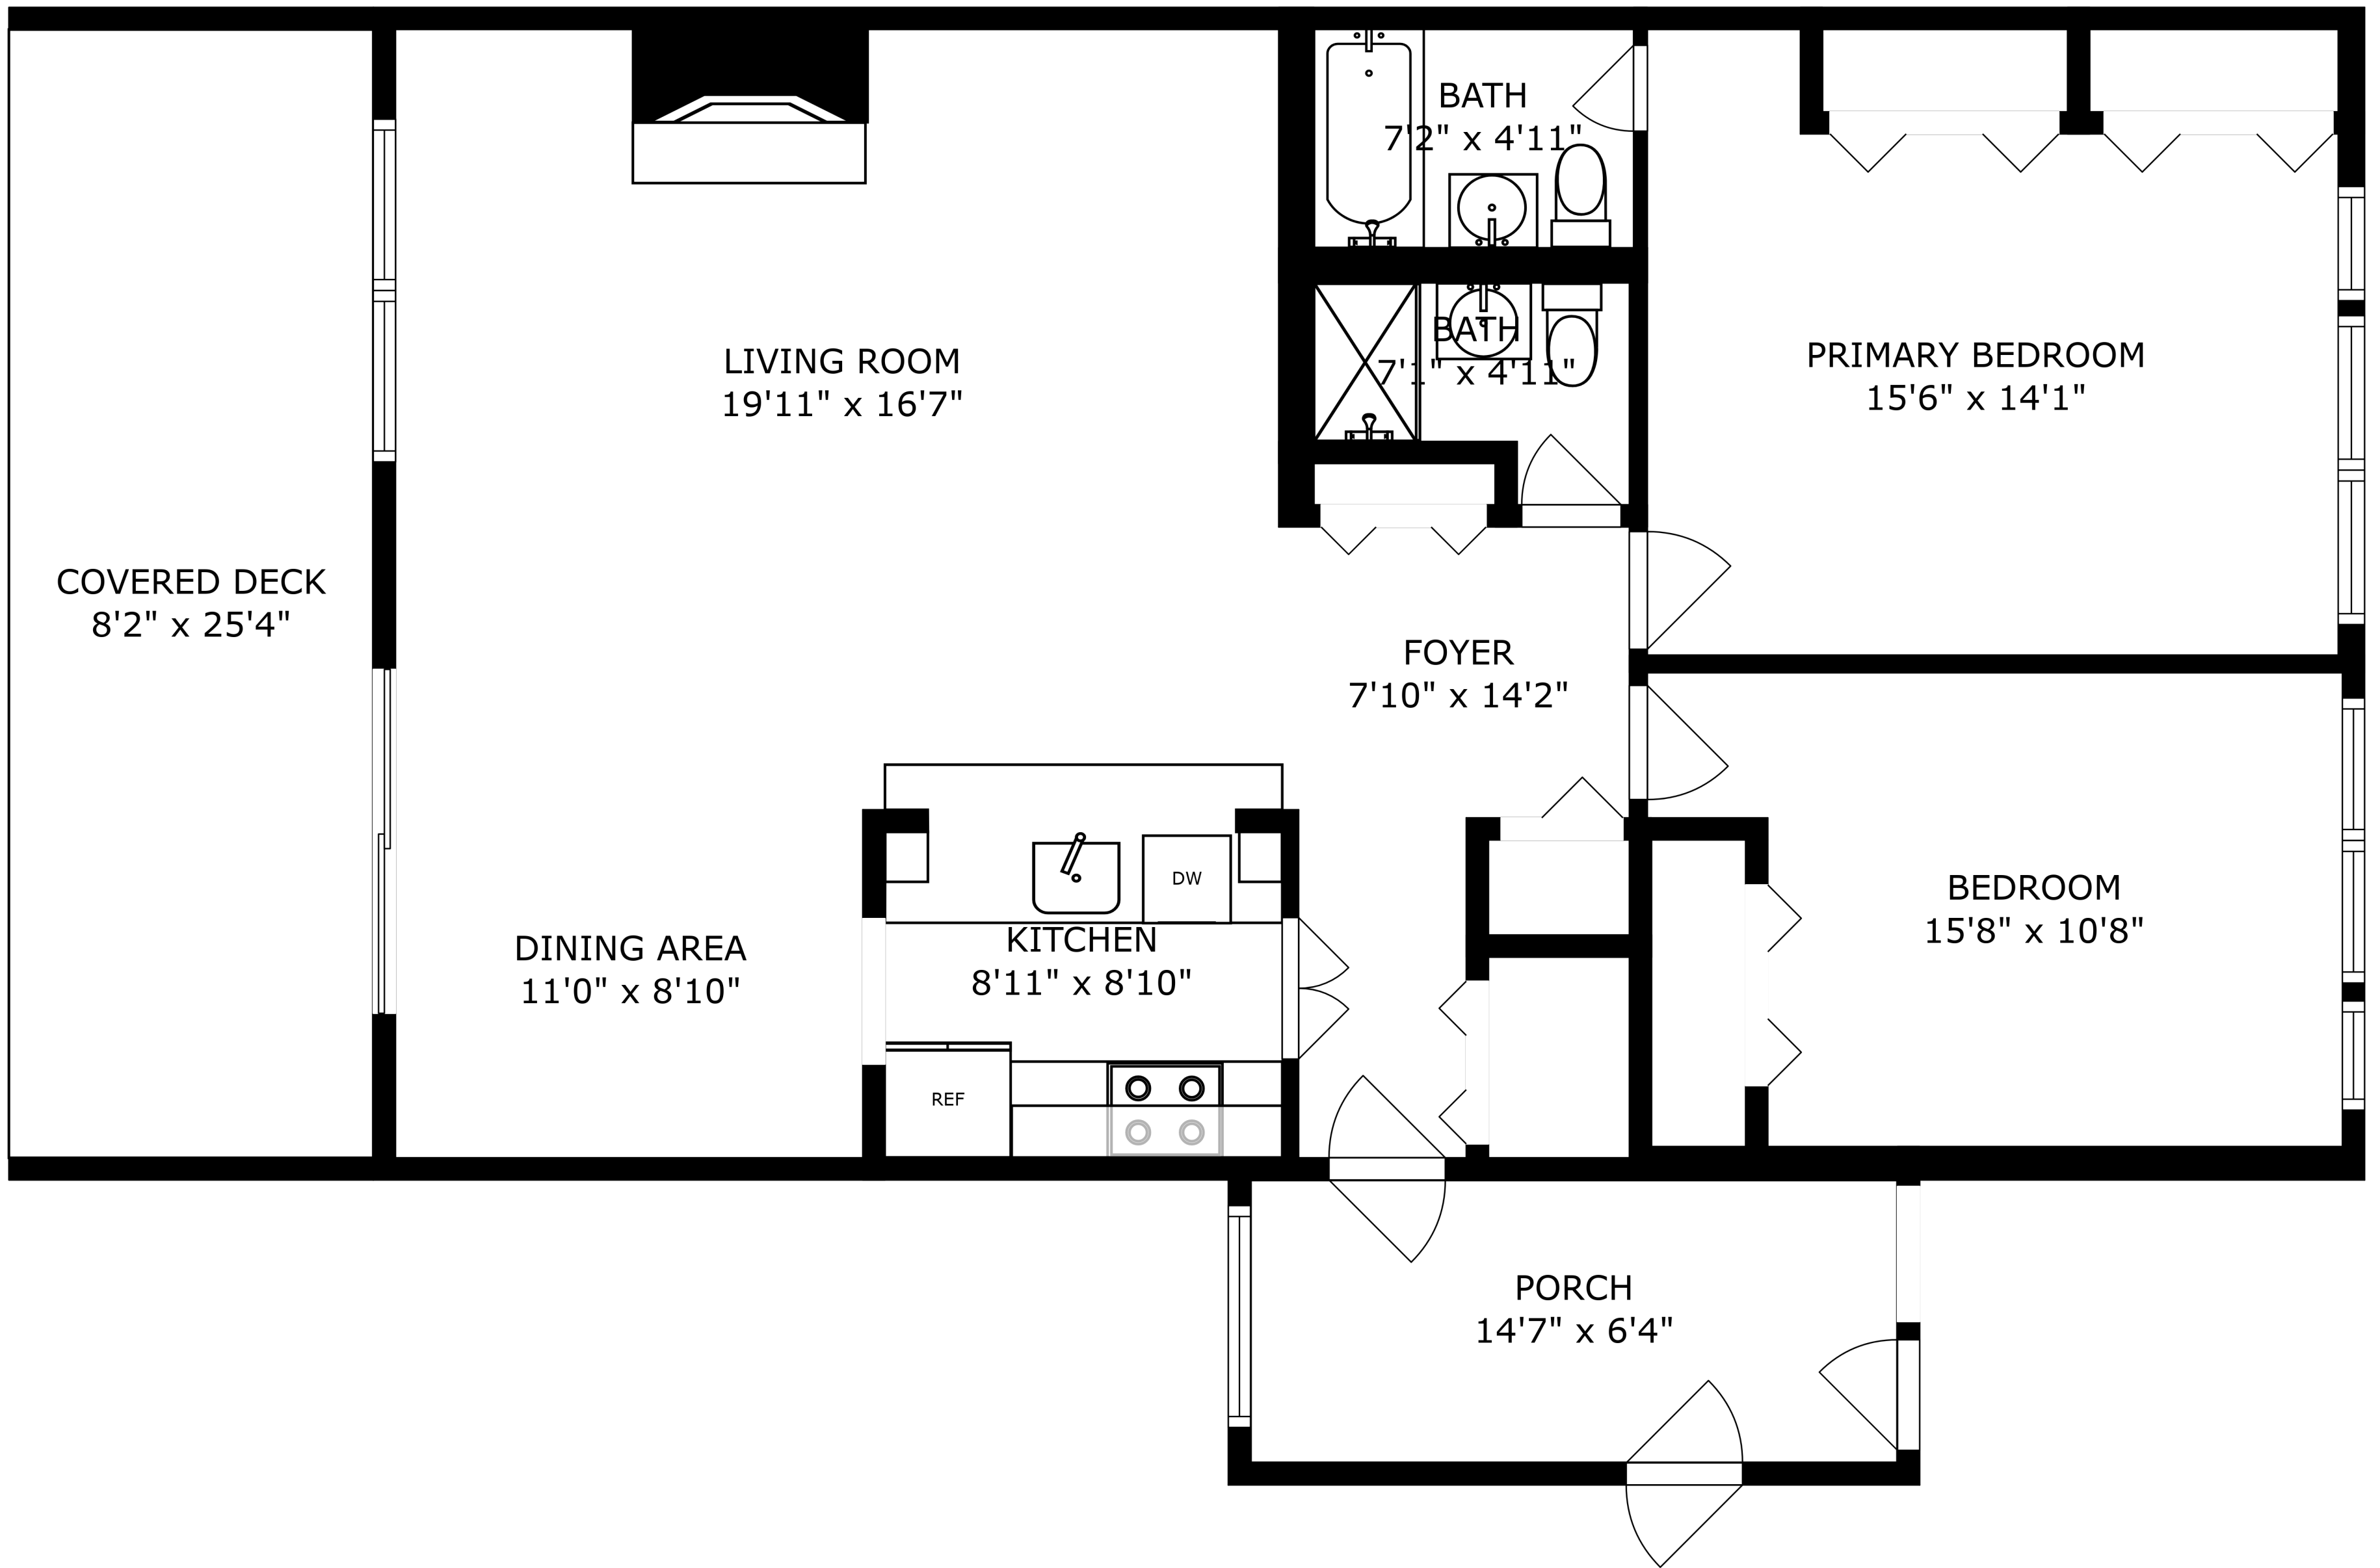 BATH
7'2" x 4'11"
BATH
7'1" x 4'11"
LIVING ROOM
19'11" x 16'7"
PRIMARY BEDROOM
15'6" x 14'1"
COVERED DECK
8'2" x 25'4"
FOYER
7'10" x 14'2"
DW
BEDROOM
15'8" x 10'8"
DINING AREA
11'0" x 8'10"
KITCHEN
8'11" x 8'10"
REF
PORCH
14'7" x 6'4"